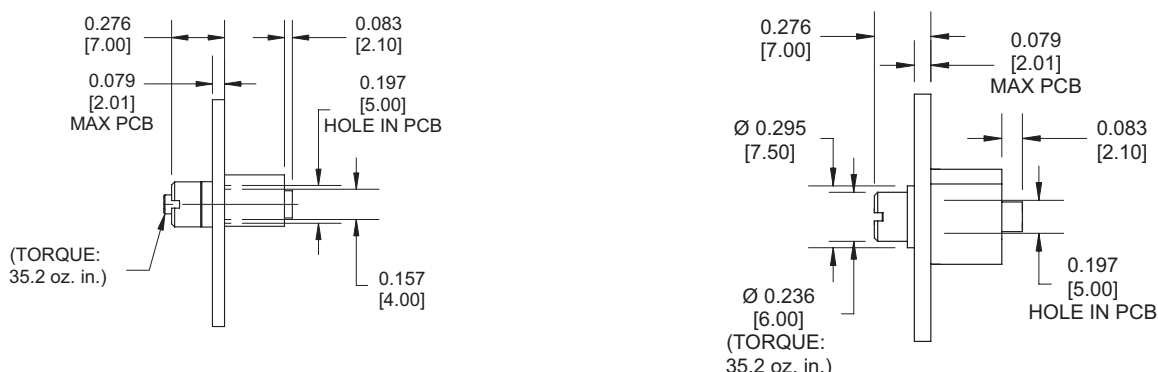 0.276
[7.00]
0.083
[2.10]
0.079
[2.01]
MAX PCB
0.197
[5.00]
HOLE IN PCB
(TORQUE:
35.2 oz. in.)
0.157
[4.00]
0.276
[7.00]
0.079
[2.01]
MAX PCB
Ø 0.295
[7.50]
0.083
[2.10]
Ø 0.236
[6.00]
(TORQUE:
35.2 oz. in.)
0.197
[5.00]
HOLE IN PCB